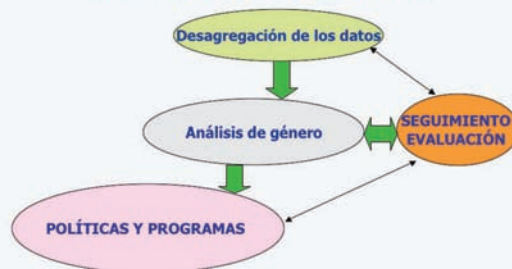 Desagregación de los datos
Análisis de género
SEGUIMIENTO
EVALUACIÓN
POLÍTICAS Y PROGRAMAS